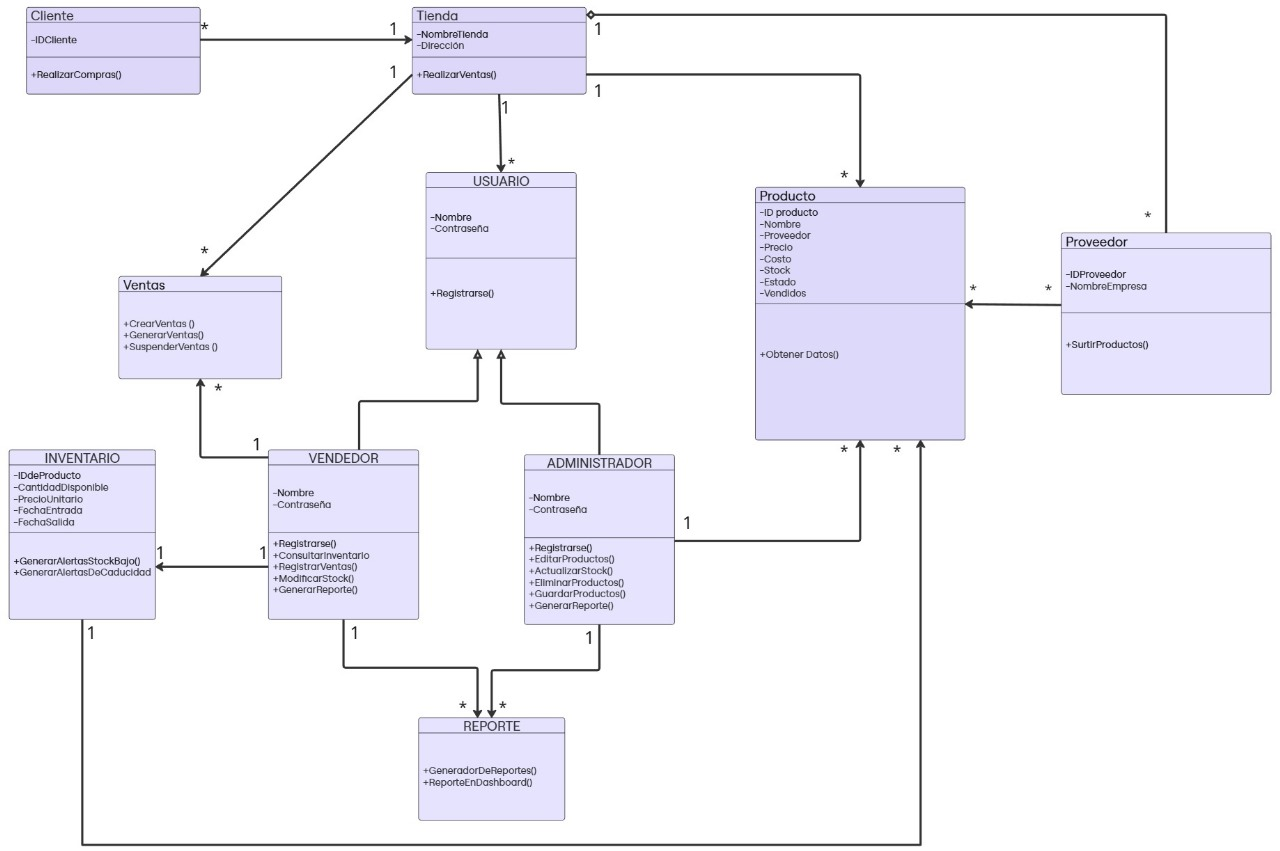 Cliente
-IDCliente
+RealizarCompras()
*
1
Tienda
-NombreTienda
-Dirección
+RealizarVentas()
1
1
1
1
*
*
*
*
USUARIO
-Nombre
-Contraseña
+Registrarse()
Producto
-ID producto
-Nombre
-Proveedor
-Precio
-Costo
-Stock
-Estado
-Vendidos
+Obtener Datos()
*
*
Proveedor
-IDProveedor
-NombreEmpresa
+SurtirProductos()
Ventas
+CrearVentas ()
+GenerarVentas()
+SuspenderVentas ()
*
1
*
*
INVENTARIO
-IDdeProducto
-CantidadDisponible
-PrecioUnitario
-FechaEntrada
-FechaSalida
+GenerarAlertasStockBajo()
+GenerarAlertasDeCaducidad
1
1
VENDEDOR
-Nombre
-Contraseña
+Registrarse()
+ConsultarInventario
+RegistrarVentas()
+ModificarStock()
+GenerarReporte()
ADMINISTRADOR
-Nombre
-Contraseña
+Registrarse()
+EditarProductos()
+ActualizarStock()
+EliminarProductos()
+GuardarProductos()
+GenerarReporte()
1
1
1
1
*
*
REPORTE
+GeneradorDeReportes()
+ReporteEnDashboard()